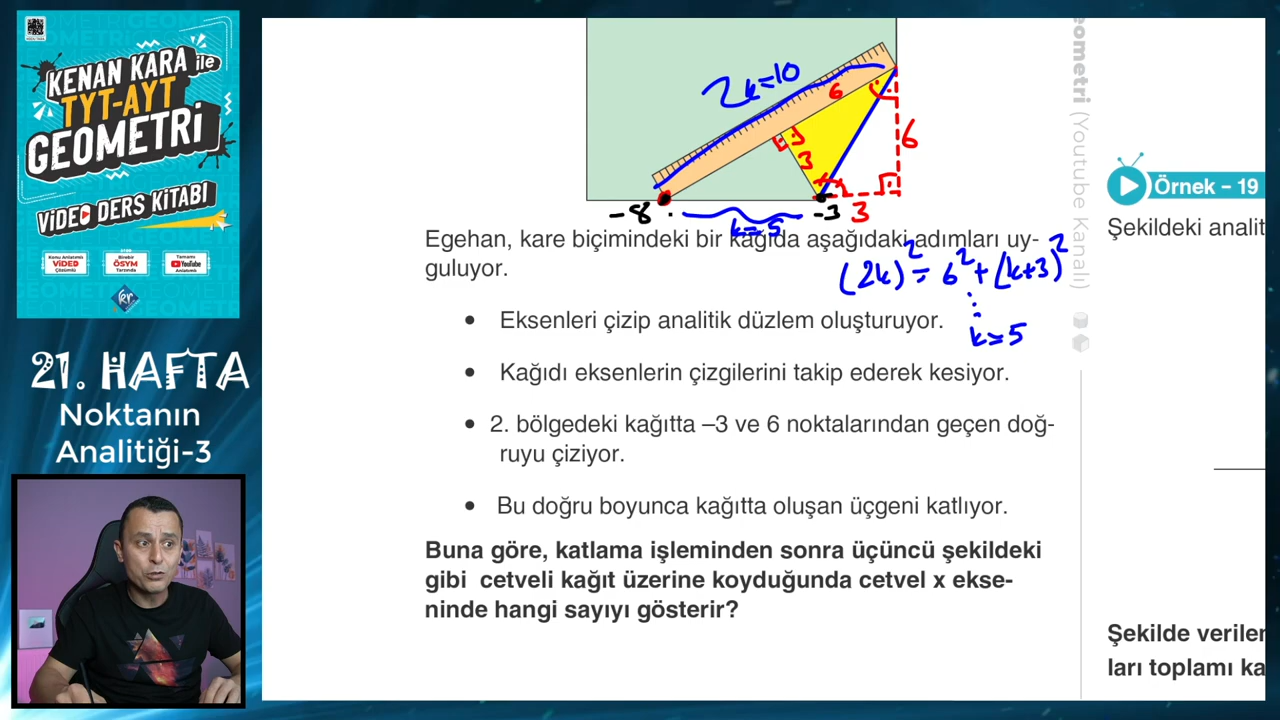 KENAN KARA ile
TYT-AYT
GEOMETRİ
VİDEO DERS KİTABI
VİDEO
ÖSYM
YouTube
21. HAFTA
Noktanın
Analitiği-3
2k=10
6
3
6
-8
-3
3
k=5
Egehan, kare biçimindeki bir kağıda aşağıdaki adımları uy-
guluyor.
(2k)² = 6² + (k+3)²
k=5
• Eksenleri çizip analitik düzlem oluşturuyor.
• Kağıdı eksenlerin çizgilerini takip ederek kesiyor.
• 2. bölgedeki kağıtta –3 ve 6 noktalarından geçen doğ-
ruyu çiziyor.
• Bu doğru boyunca kağıtta oluşan üçgeni katlıyor.
Buna göre, katlama işleminden sonra üçüncü şekildeki
gibi cetveli kağıt üzerine koyduğunda cetvel x ekse-
ninde hangi sayıyı gösterir?
eometri (Youtube Kanalı)
Örnek – 19
Şekildeki analit
Şekilde veriler
ları toplamı ka